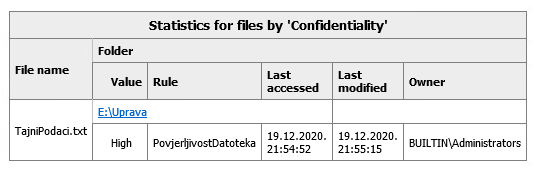 Statistics for files by 'Confidentiality'
File name
Folder
Value Rule Last accessed Last modified Owner
E:\Uprava
TajniPodaci.txt High PovjerljivostDatoteka 19.12.2020. 21:54:52 19.12.2020. 21:55:15 BUILTIN\Administrators